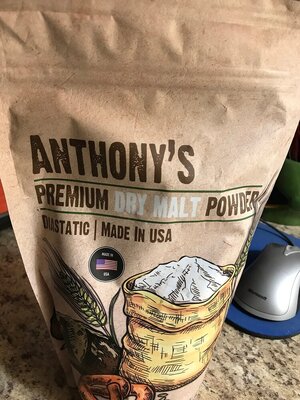 ANTHONY'S
PREMIUM DRY MALT POWDER
DIASTATIC | MADE IN USA
MADE IN
USA